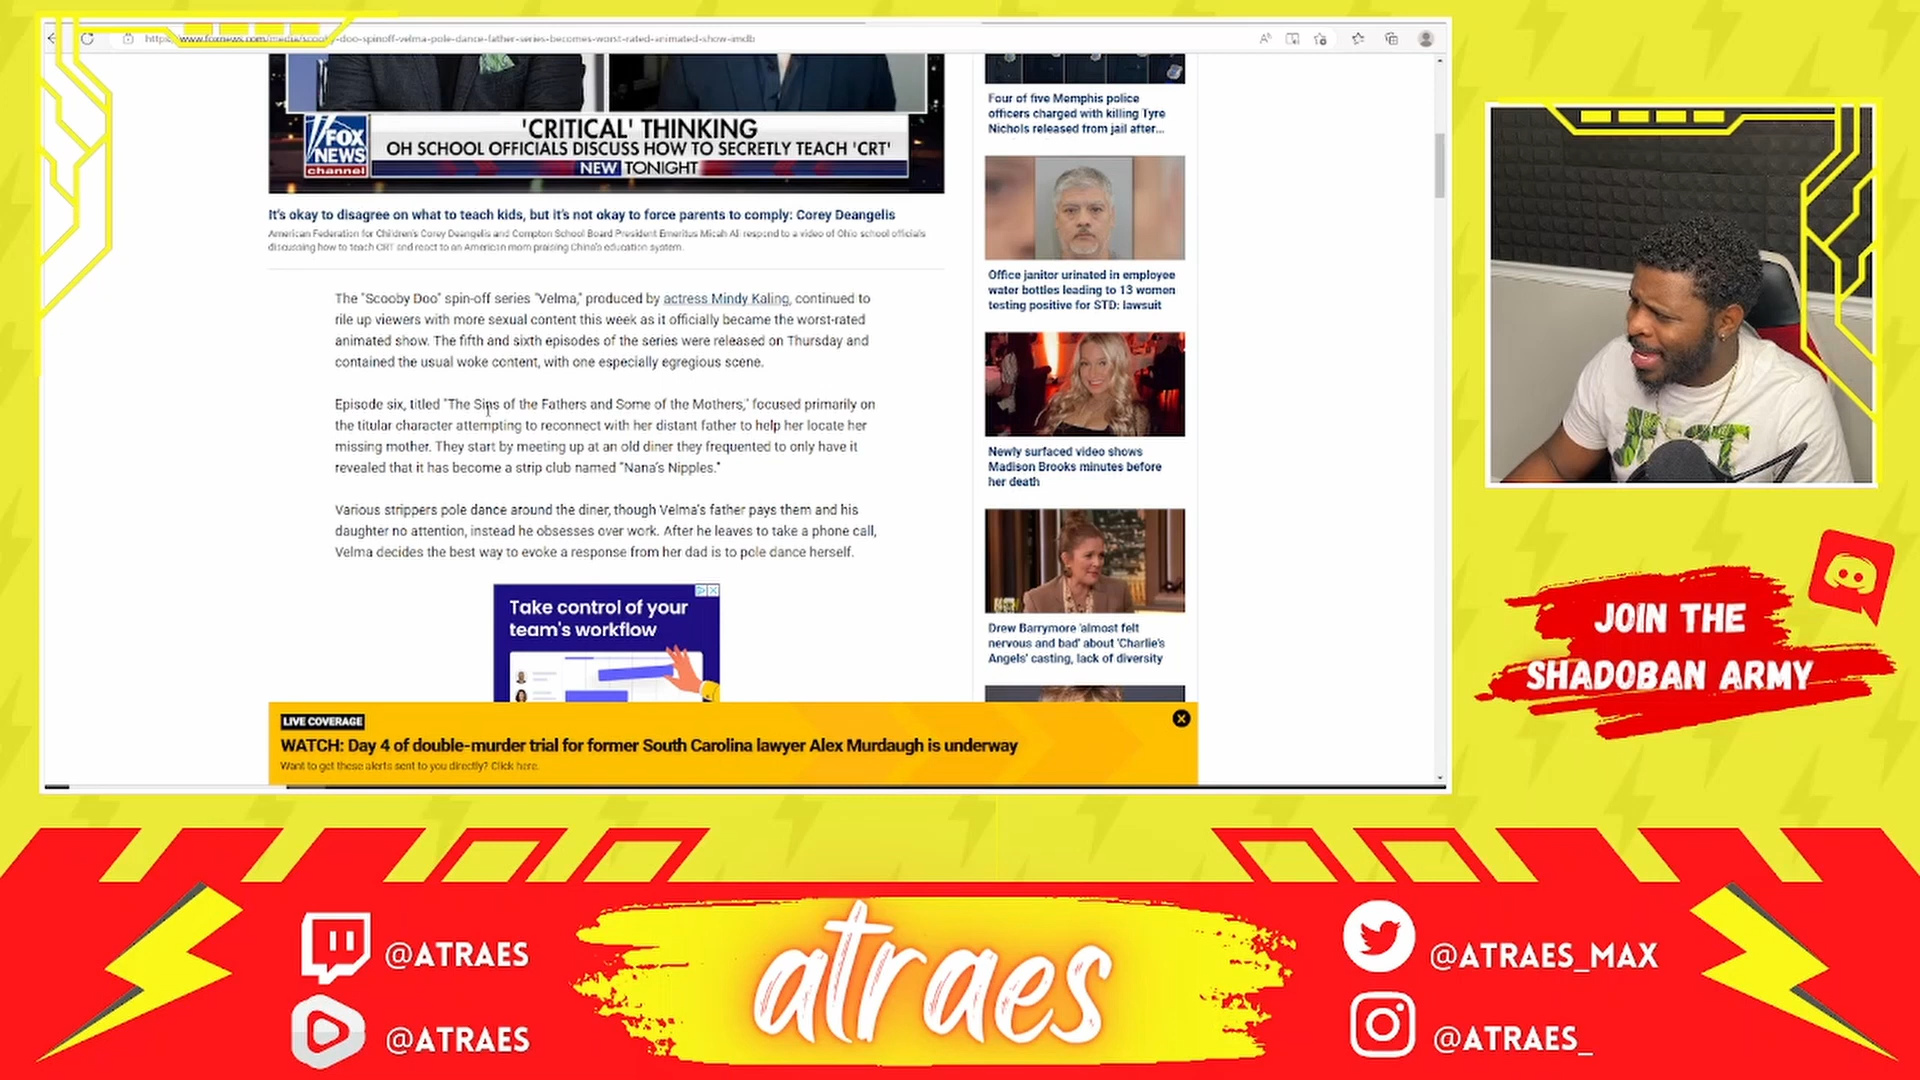 https://www.foxnews.com/media/scooby-doo-spinoff-velma-pole-dance-father-series-becomes-worst-rated-animated-show-imdb
FOX
NEWS
channel
'CRITICAL' THINKING
OH SCHOOL OFFICIALS DISCUSS HOW TO SECRETLY TEACH 'CRT'
NEW TONIGHT
It's okay to disagree on what to teach kids, but it's not okay to force parents to comply: Corey Deangelis
American Federation for Children's Corey Deangelis and Compton School Board President Emeritus Micah Ali respond to a video of Ohio school officials
discussing how to teach CRT and react to an American mom praising China's education system.
The "Scooby Doo" spin-off series "Velma," produced by actress Mindy Kaling, continued to
rile up viewers with more sexual content this week as it officially became the worst-rated
animated show. The fifth and sixth episodes of the series were released on Thursday and
contained the usual woke content, with one especially egregious scene.
Episode six, titled "The Sins of the Fathers and Some of the Mothers," focused primarily on
the titular character attempting to reconnect with her distant father to help her locate her
missing mother. They start by meeting up at an old diner they frequented to only have it
revealed that it has become a strip club named "Nana's Nipples."
Various strippers pole dance around the diner, though Velma's father pays them and his
daughter no attention, instead he obsesses over work. After he leaves to take a phone call,
Velma decides the best way to evoke a response from her dad is to pole dance herself.
Take control of your
team's workflow
Four of five Memphis police
officers charged with killing Tyre
Nichols released from jail after...
Office janitor urinated in employee
water bottles leading to 13 women
testing positive for STD: lawsuit
Newly surfaced video shows
Madison Brooks minutes before
her death
Drew Barrymore 'almost felt
nervous and bad' about 'Charlie's
Angels' casting, lack of diversity
LIVE COVERAGE
WATCH: Day 4 of double-murder trial for former South Carolina lawyer Alex Murdaugh is underway
Want to get these alerts sent to you directly? Click here.
JOIN THE
SHADOBAN ARMY
@ATRAES
@ATRAES
atraes
@ATRAES_MAX
@ATRAES_